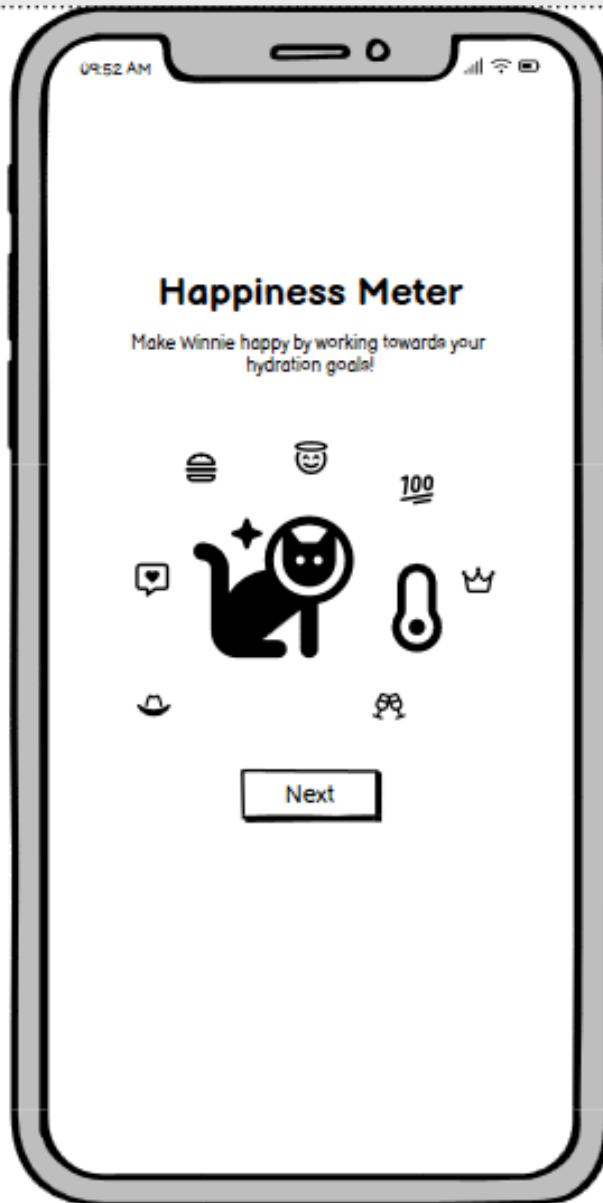 09:52 AM
Happiness Meter
Make Winnie happy by working towards your
hydration goals!
100
Next